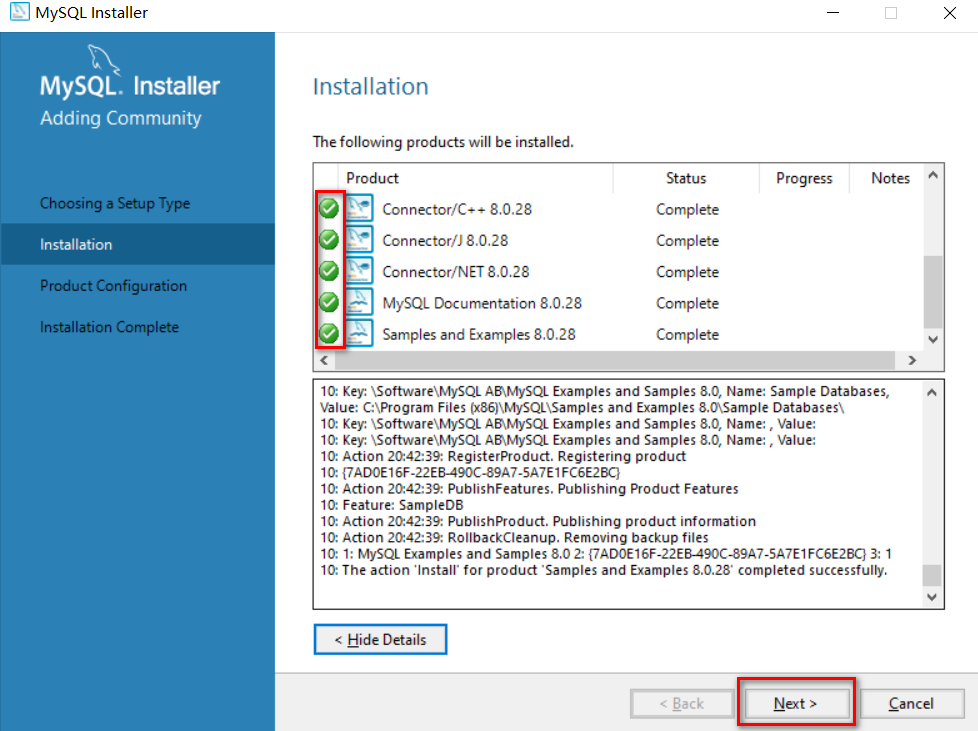 MySQL Installer
MySQL. Installer
Adding Community
Choosing a Setup Type
Installation
Product Configuration
Installation Complete
Installation
The following products will be installed.
Product Status Progress Notes
Connector/C++ 8.0.28 Complete
Connector/J 8.0.28 Complete
Connector/NET 8.0.28 Complete
MySQL Documentation 8.0.28 Complete
Samples and Examples 8.0.28 Complete
10: Key: \Software\MySQL AB\MySQL Examples and Samples 8.0, Name: Sample Databases,
Value: C:\Program Files (x86)\MySQL\Samples and Examples 8.0\Sample Databases\
10: Key: \Software\MySQL AB\MySQL Examples and Samples 8.0, Name: , Value:
10: Key: \Software\MySQL AB\MySQL Examples and Samples 8.0, Name: , Value:
10: Action 20:42:39: RegisterProduct. Registering product
10: {7AD0E16F-22EB-490C-89A7-5A7E1FC6E2BC}
10: Action 20:42:39: PublishFeatures. Publishing Product Features
10: Feature: SampleDB
10: Action 20:42:39: PublishProduct. Publishing product information
10: Action 20:42:39: RollbackCleanup. Removing backup files
10: 1: MySQL Examples and Samples 8.0 2: {7AD0E16F-22EB-490C-89A7-5A7E1FC6E2BC} 3: 1
10: The action 'Install' for product 'Samples and Examples 8.0.28' completed successfully.
< Hide Details
< Back Next > Cancel